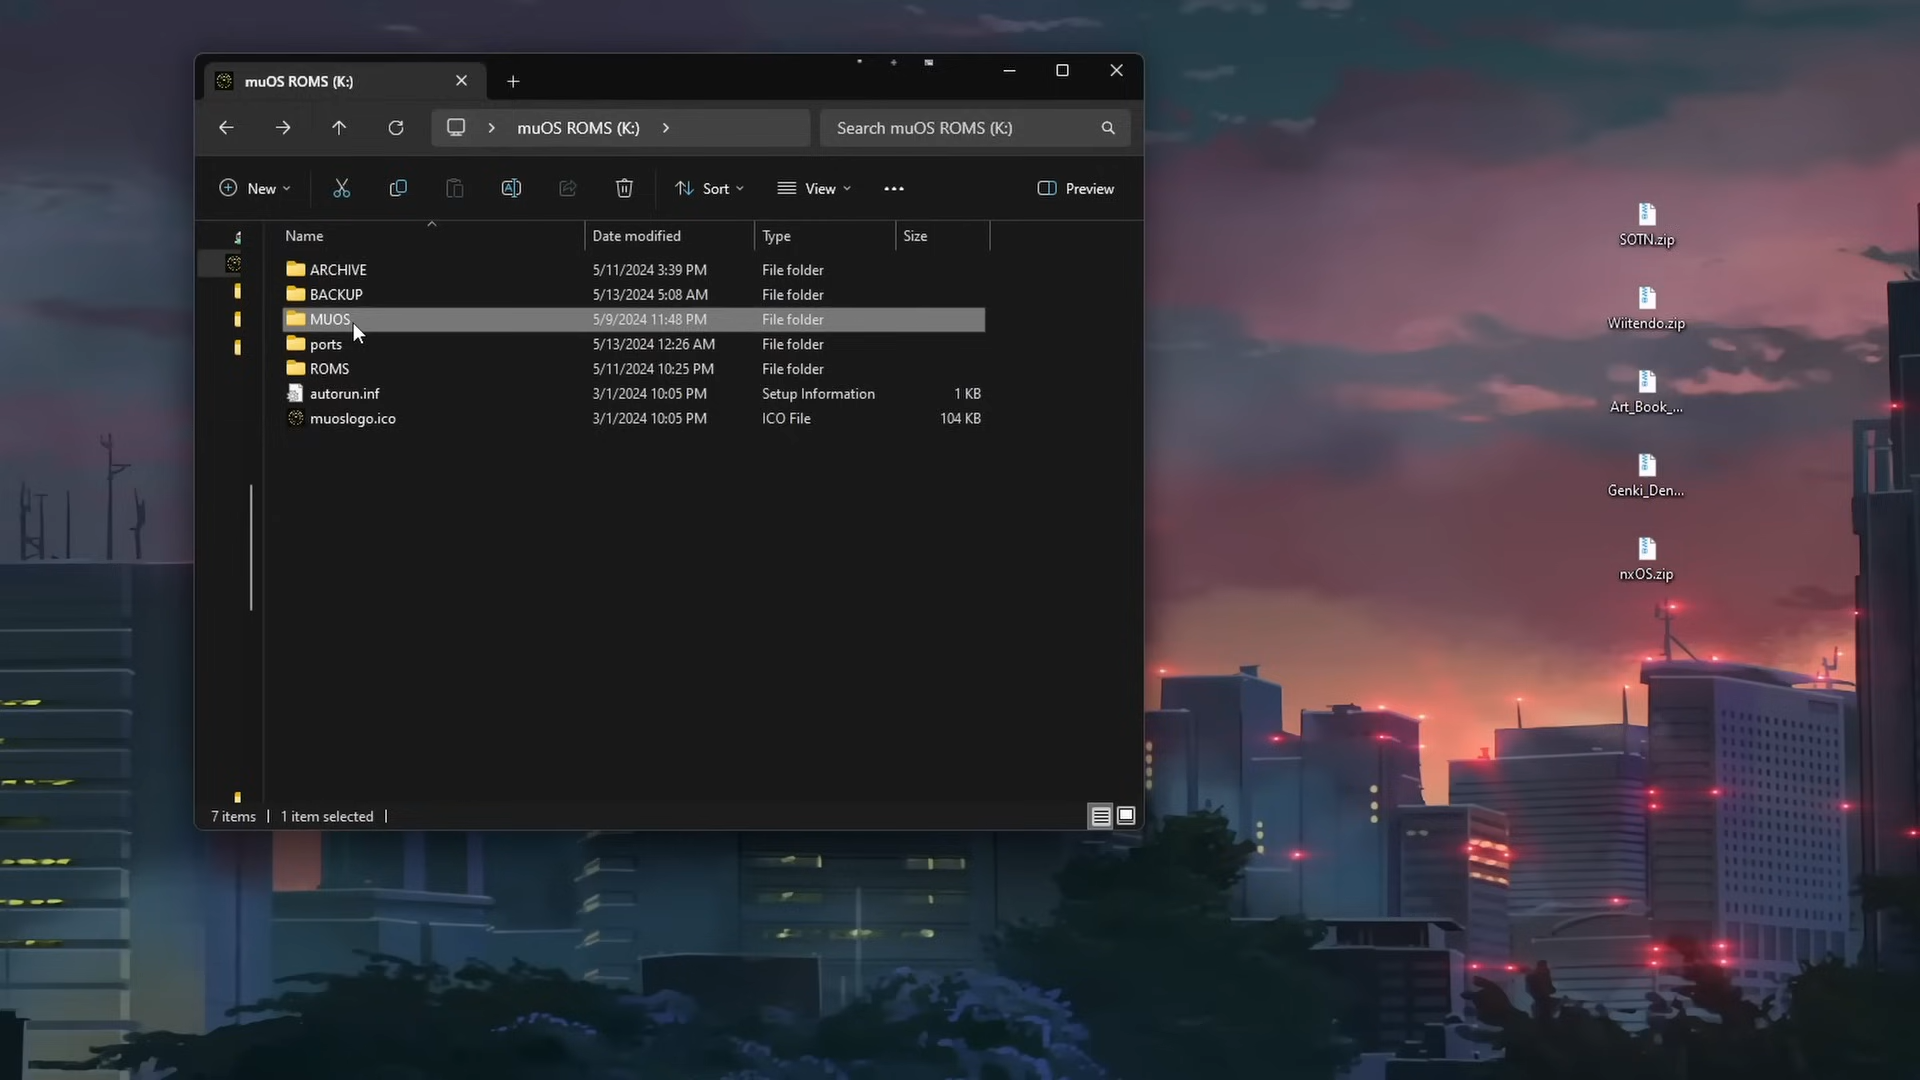 muOS ROMS (K:)
muOS ROMS (K:)
Search muOS ROMS (K:)
New
Sort
View
Preview
Name Date modified Type Size
ARCHIVE 5/11/2024 3:39 PM File folder
BACKUP 5/13/2024 5:08 AM File folder
MUOS 5/9/2024 11:48 PM File folder
ports 5/13/2024 12:26 AM File folder
ROMS 5/11/2024 10:25 PM File folder
autorun.inf 3/1/2024 10:05 PM Setup Information 1 KB
muoslogo.ico 3/1/2024 10:05 PM ICO File 104 KB
7 items 1 item selected
SOTN.zip
Wiitendo.zip
Art_Book_...
Genki_Den...
nxOS.zip